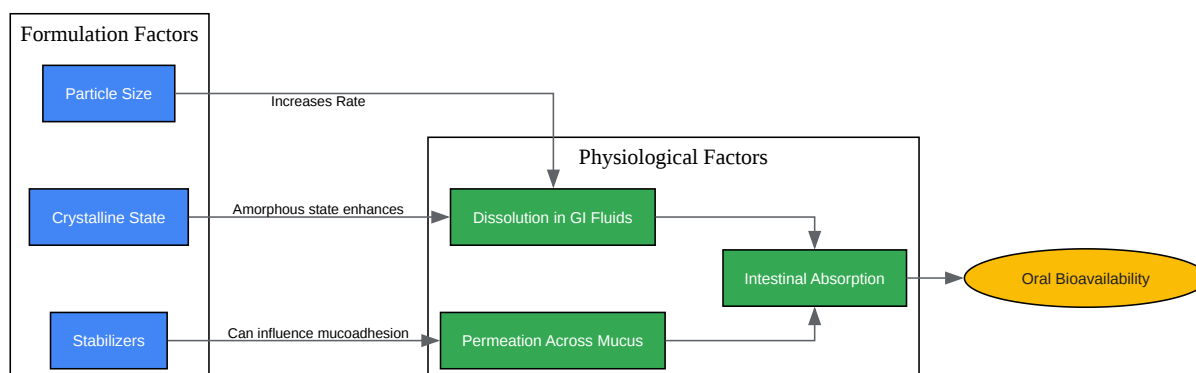 Formulation Factors
Particle Size
Increases Rate
Physiological Factors
Crystalline State
Amorphous state enhances
Dissolution in GI Fluids
Intestinal Absorption
Oral Bioavailability
Stabilizers
Can influence mucoadhesion
Permeation Across Mucus